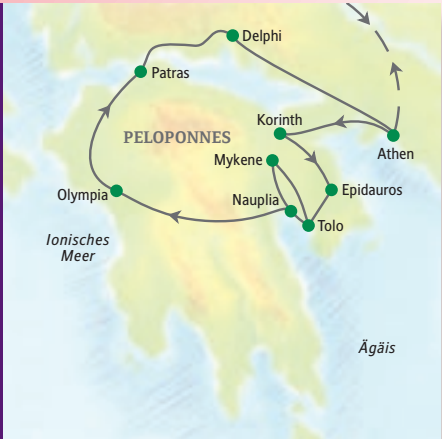 Delphi
Patras
Korinth
PELOPONNES
Athen
Mykene
Epidauros
Olympia
Nauplia
Tolo
Ionisches
Meer
Ägäis